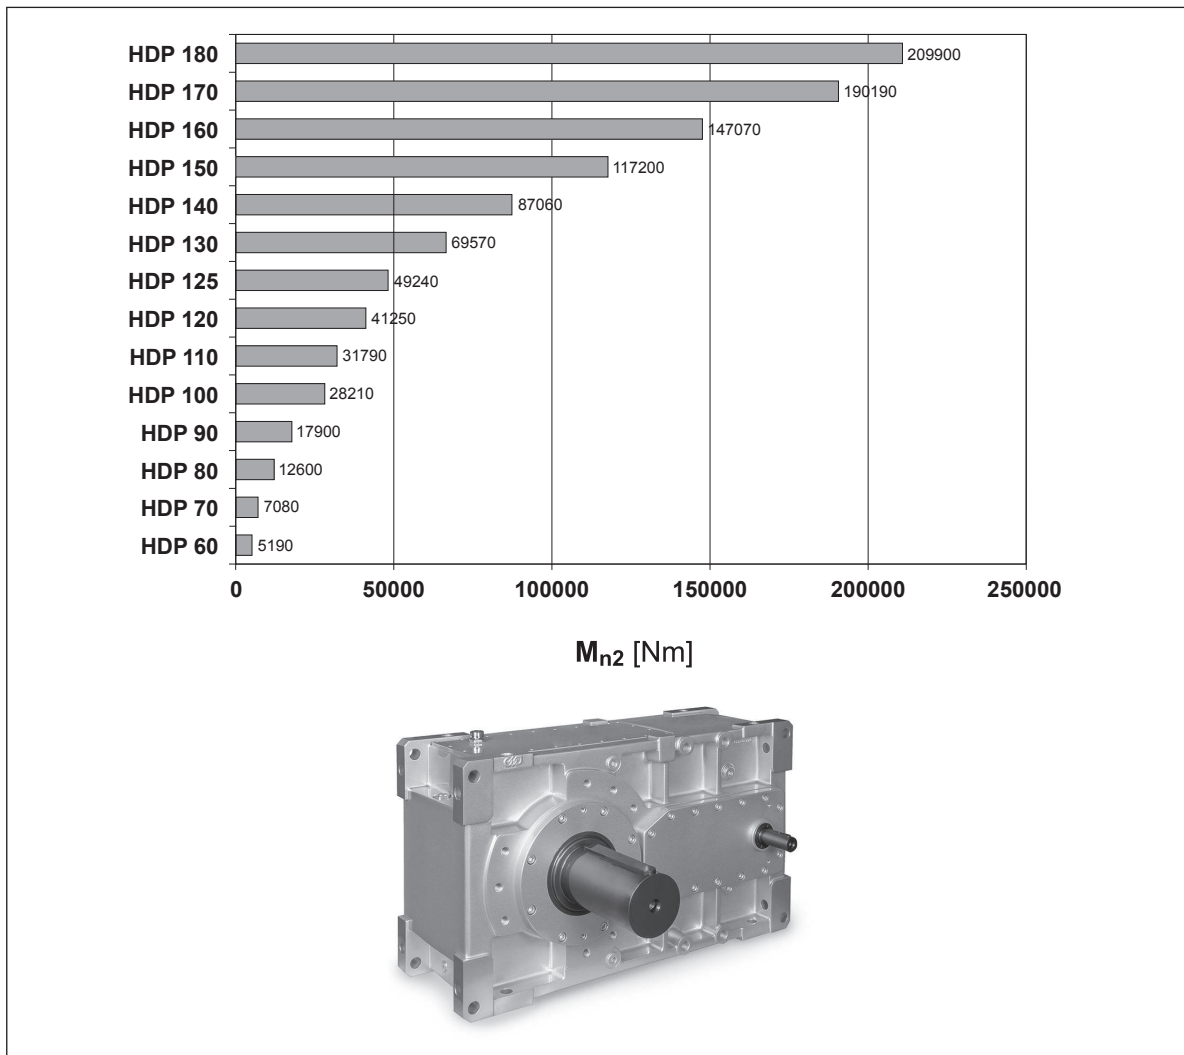 HDP 180 209900
HDP 170 190190
HDP 160 147070
HDP 150 117200
HDP 140 87060
HDP 130 69570
HDP 125 49240
HDP 120 41250
HDP 110 31790
HDP 100 28210
HDP 90 17900
HDP 80 12600
HDP 70 7080
HDP 60 5190
0 50000 100000 150000 200000 250000
Mn2 [Nm]